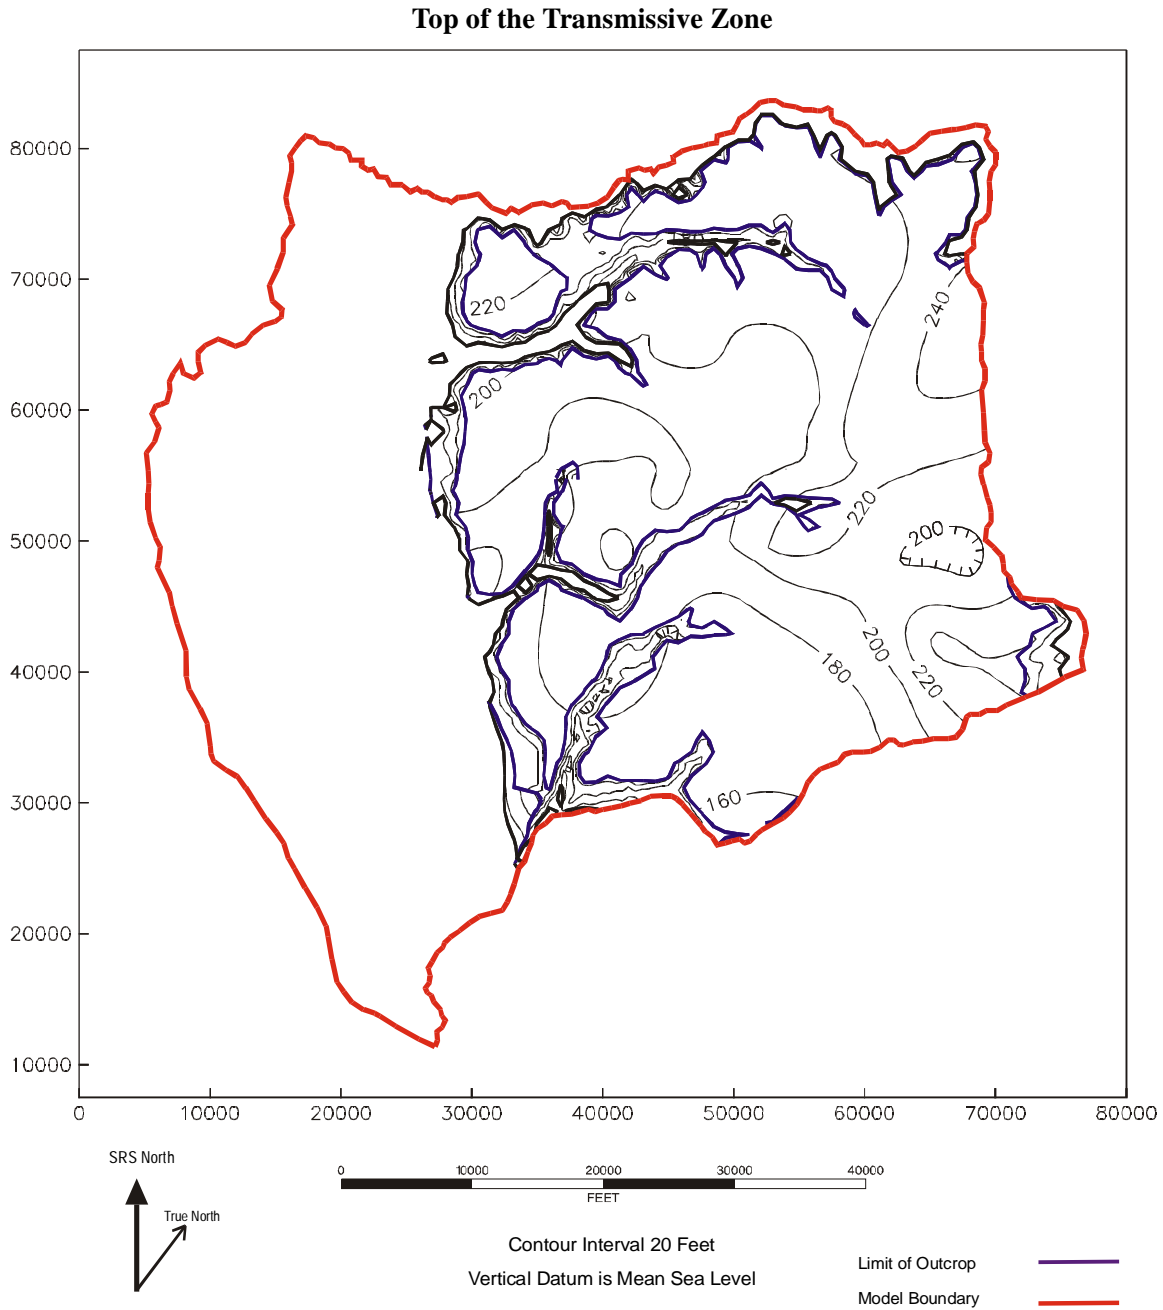 Top of the Transmissive Zone
80000
70000
60000
50000
40000
30000
20000
10000
220
240
200
220
200
200
180
220
160
0 10000 20000 30000 40000 50000 60000 70000 80000
SRS North
True North
0 10000 20000 30000 40000
FEET
Contour Interval 20 Feet
Vertical Datum is Mean Sea Level
Limit of Outcrop
Model Boundary